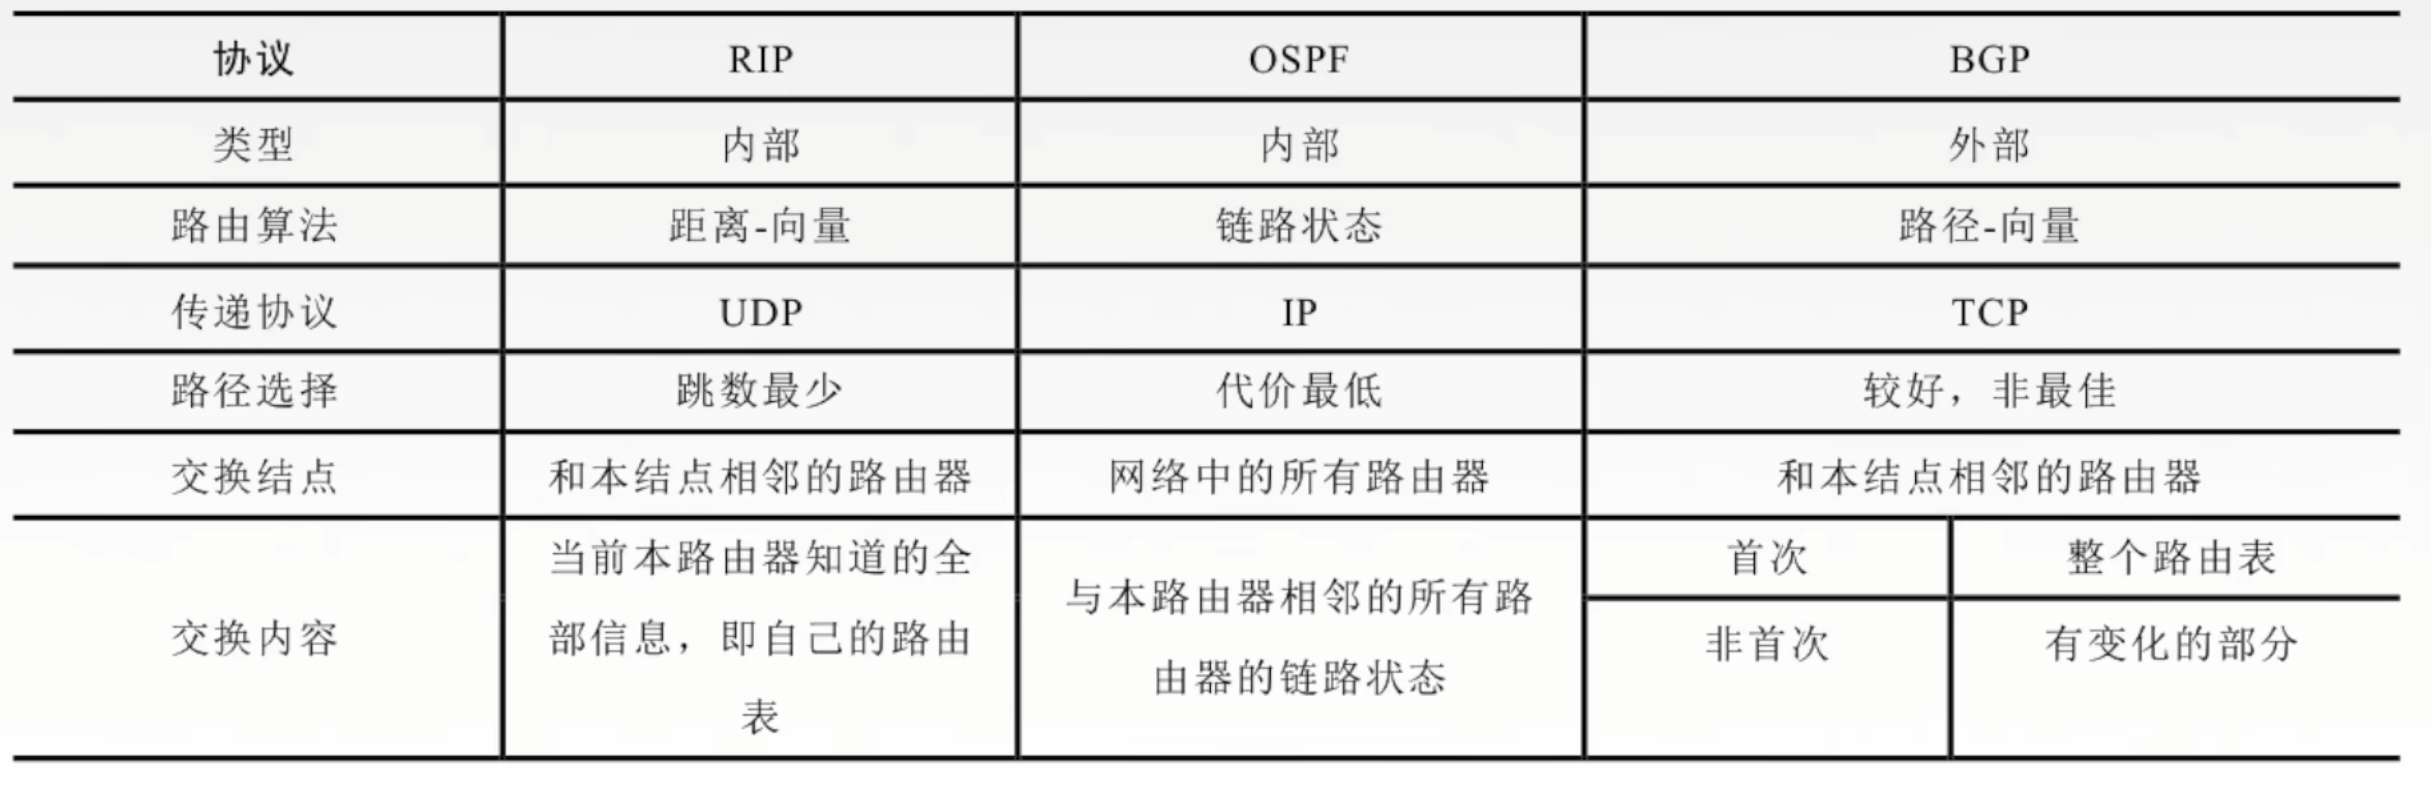 协议 RIP OSPF BGP
类型 内部 内部 外部
路由算法 距离-向量 链路状态 路径-向量
传递协议 UDP IP TCP
路径选择 跳数最少 代价最低 较好，非最佳
交换结点 和本结点相邻的路由器 网络中的所有路由器 和本结点相邻的路由器
交换内容
当前本路由器知道的全
部信息，即自己的路由
表
与本路由器相邻的所有路
由器的链路状态
首次 整个路由表
非首次 有变化的部分